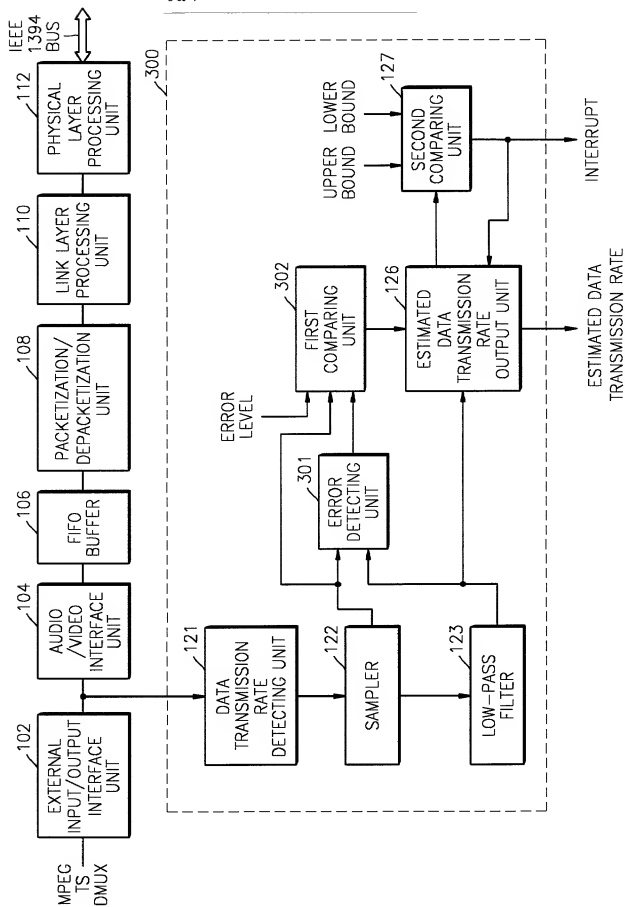 IEEE
1394
BUS
112
PHYSICAL
LAYER
PROCESSING
UNIT
110
LINK LAYER
PROCESSING
UNIT
108
PACKETIZATION/
DEPACKETIZATION
UNIT
106
FIFO
BUFFER
104
AUDIO
/VIDEO
INTERFACE
UNIT
102
EXTERNAL
INPUT/OUTPUT
INTERFACE
UNIT
MPEG
TS
DMUX
300
121
DATA
TRANSMISSION
RATE
DETECTING UNIT
122
SAMPLER
123
LOW-PASS
FILTER
301
ERROR
DETECTING
UNIT
ERROR
LEVEL
302
FIRST
COMPARING
UNIT
126
ESTIMATED
DATA
TRANSMISSION
RATE
OUTPUT UNIT
UPPER
BOUND
LOWER
BOUND
127
SECOND
COMPARING
UNIT
INTERRUPT
ESTIMATED DATA
TRANSMISSION RATE